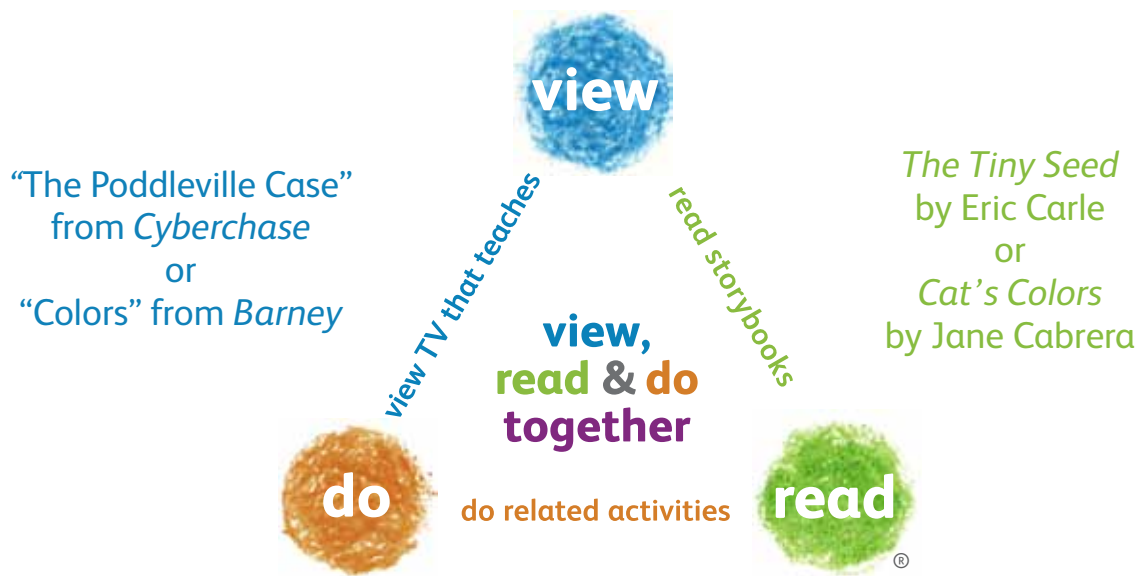 view
“The Poddleville Case”
from Cyberchase
or
“Colors” from Barney
view TV that teaches
read storybooks
The Tiny Seed
by Eric Carle
or
Cat’s Colors
by Jane Cabrera
view,
read & do
together
do
do related activities
read
®